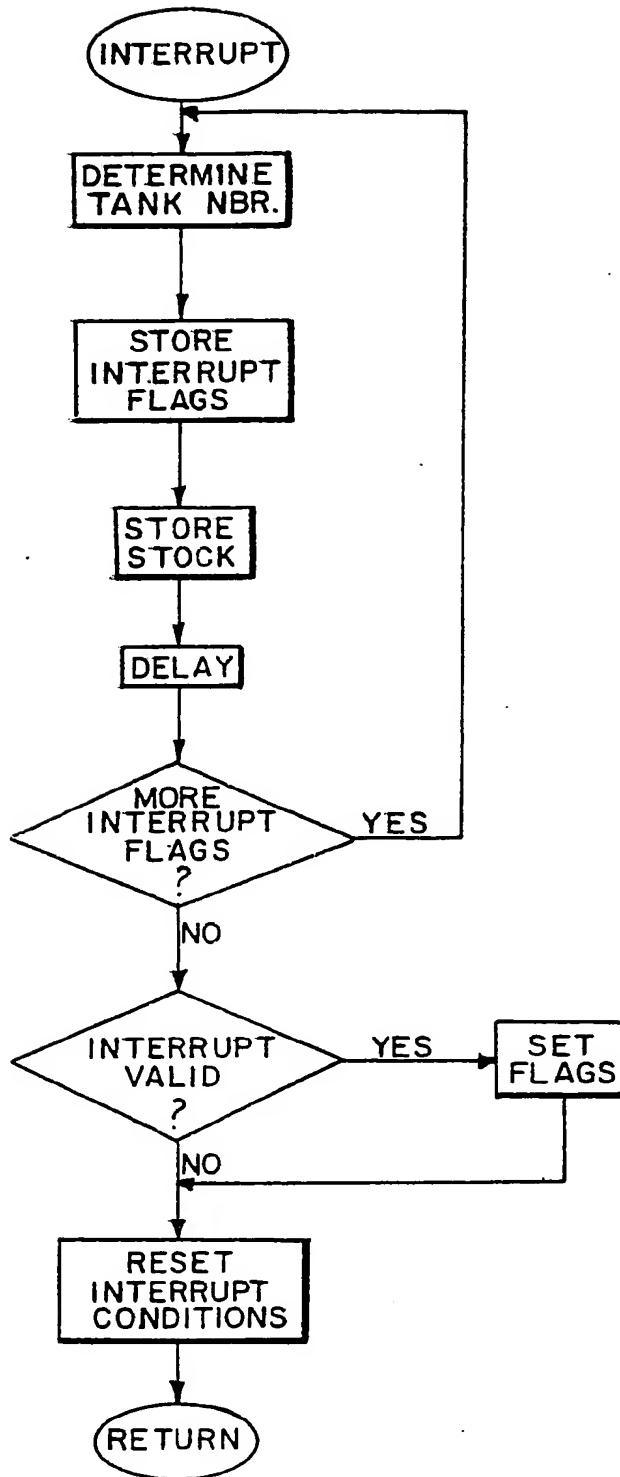 INTERRUPT
DETERMINE
TANK NBR.
STORE
INTERRUPT
FLAGS
STORE
STOCK
DELAY
MORE
INTERRUPT
FLAGS
?
YES
NO
INTERRUPT
VALID
?
YES
SET
FLAGS
NO
RESET
INTERRUPT
CONDITIONS
RETURN